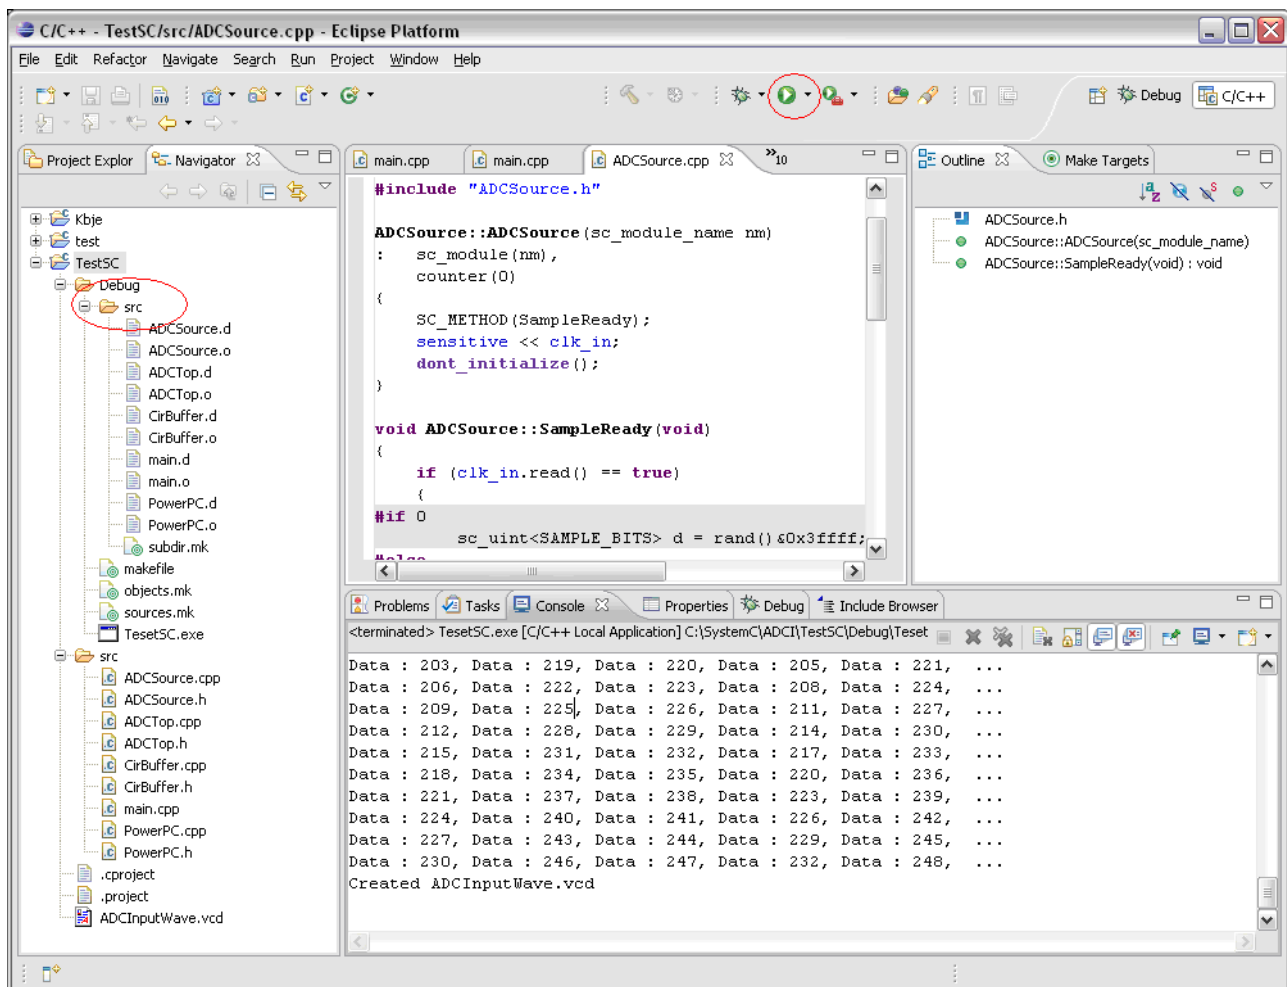 C/C++ - TestSC/src/ADCSource.cpp - Eclipse Platform
File Edit Refactor Navigate Search Run Project Window Help
010
Debug
C/C++
Project Explor
Navigator
Kbje
test
TestSC
Debug
src
ADCSource.d
ADCSource.o
ADCTop.d
ADCTop.o
CirBuffer.d
CirBuffer.o
main.d
main.o
PowerPC.d
PowerPC.o
subdir.mk
makefile
objects.mk
sources.mk
TesetSC.exe
src
ADCSource.cpp
ADCSource.h
ADCTop.cpp
ADCTop.h
CirBuffer.cpp
CirBuffer.h
main.cpp
PowerPC.cpp
PowerPC.h
.cproject
.project
ADCInputWave.vcd
main.cpp
main.cpp
ADCSource.cpp
»10
#include "ADCSource.h"
ADCSource::ADCSource(sc_module_name nm)
: sc_module(nm),
counter(0)
{
SC_METHOD(SampleReady);
sensitive << clk_in;
dont_initialize();
}
void ADCSource::SampleReady(void)
{
if (clk_in.read() == true)
{
#if 0
sc_uint<SAMPLE_BITS> d = rand()&0x3ffff;
#else
Outline
Make Targets
ADCSource.h
ADCSource::ADCSource(sc_module_name)
ADCSource::SampleReady(void) : void
Problems
Tasks
Console
Properties
Debug
Include Browser
<terminated> TesetSC.exe [C/C++ Local Application] C:\SystemC\ADCI\TestSC\Debug\Teset
Data : 203, Data : 219, Data : 220, Data : 205, Data : 221, ...
Data : 206, Data : 222, Data : 223, Data : 208, Data : 224, ...
Data : 209, Data : 225, Data : 226, Data : 211, Data : 227, ...
Data : 212, Data : 228, Data : 229, Data : 214, Data : 230, ...
Data : 215, Data : 231, Data : 232, Data : 217, Data : 233, ...
Data : 218, Data : 234, Data : 235, Data : 220, Data : 236, ...
Data : 221, Data : 237, Data : 238, Data : 223, Data : 239, ...
Data : 224, Data : 240, Data : 241, Data : 226, Data : 242, ...
Data : 227, Data : 243, Data : 244, Data : 229, Data : 245, ...
Data : 230, Data : 246, Data : 247, Data : 232, Data : 248, ...
Created ADCInputWave.vcd